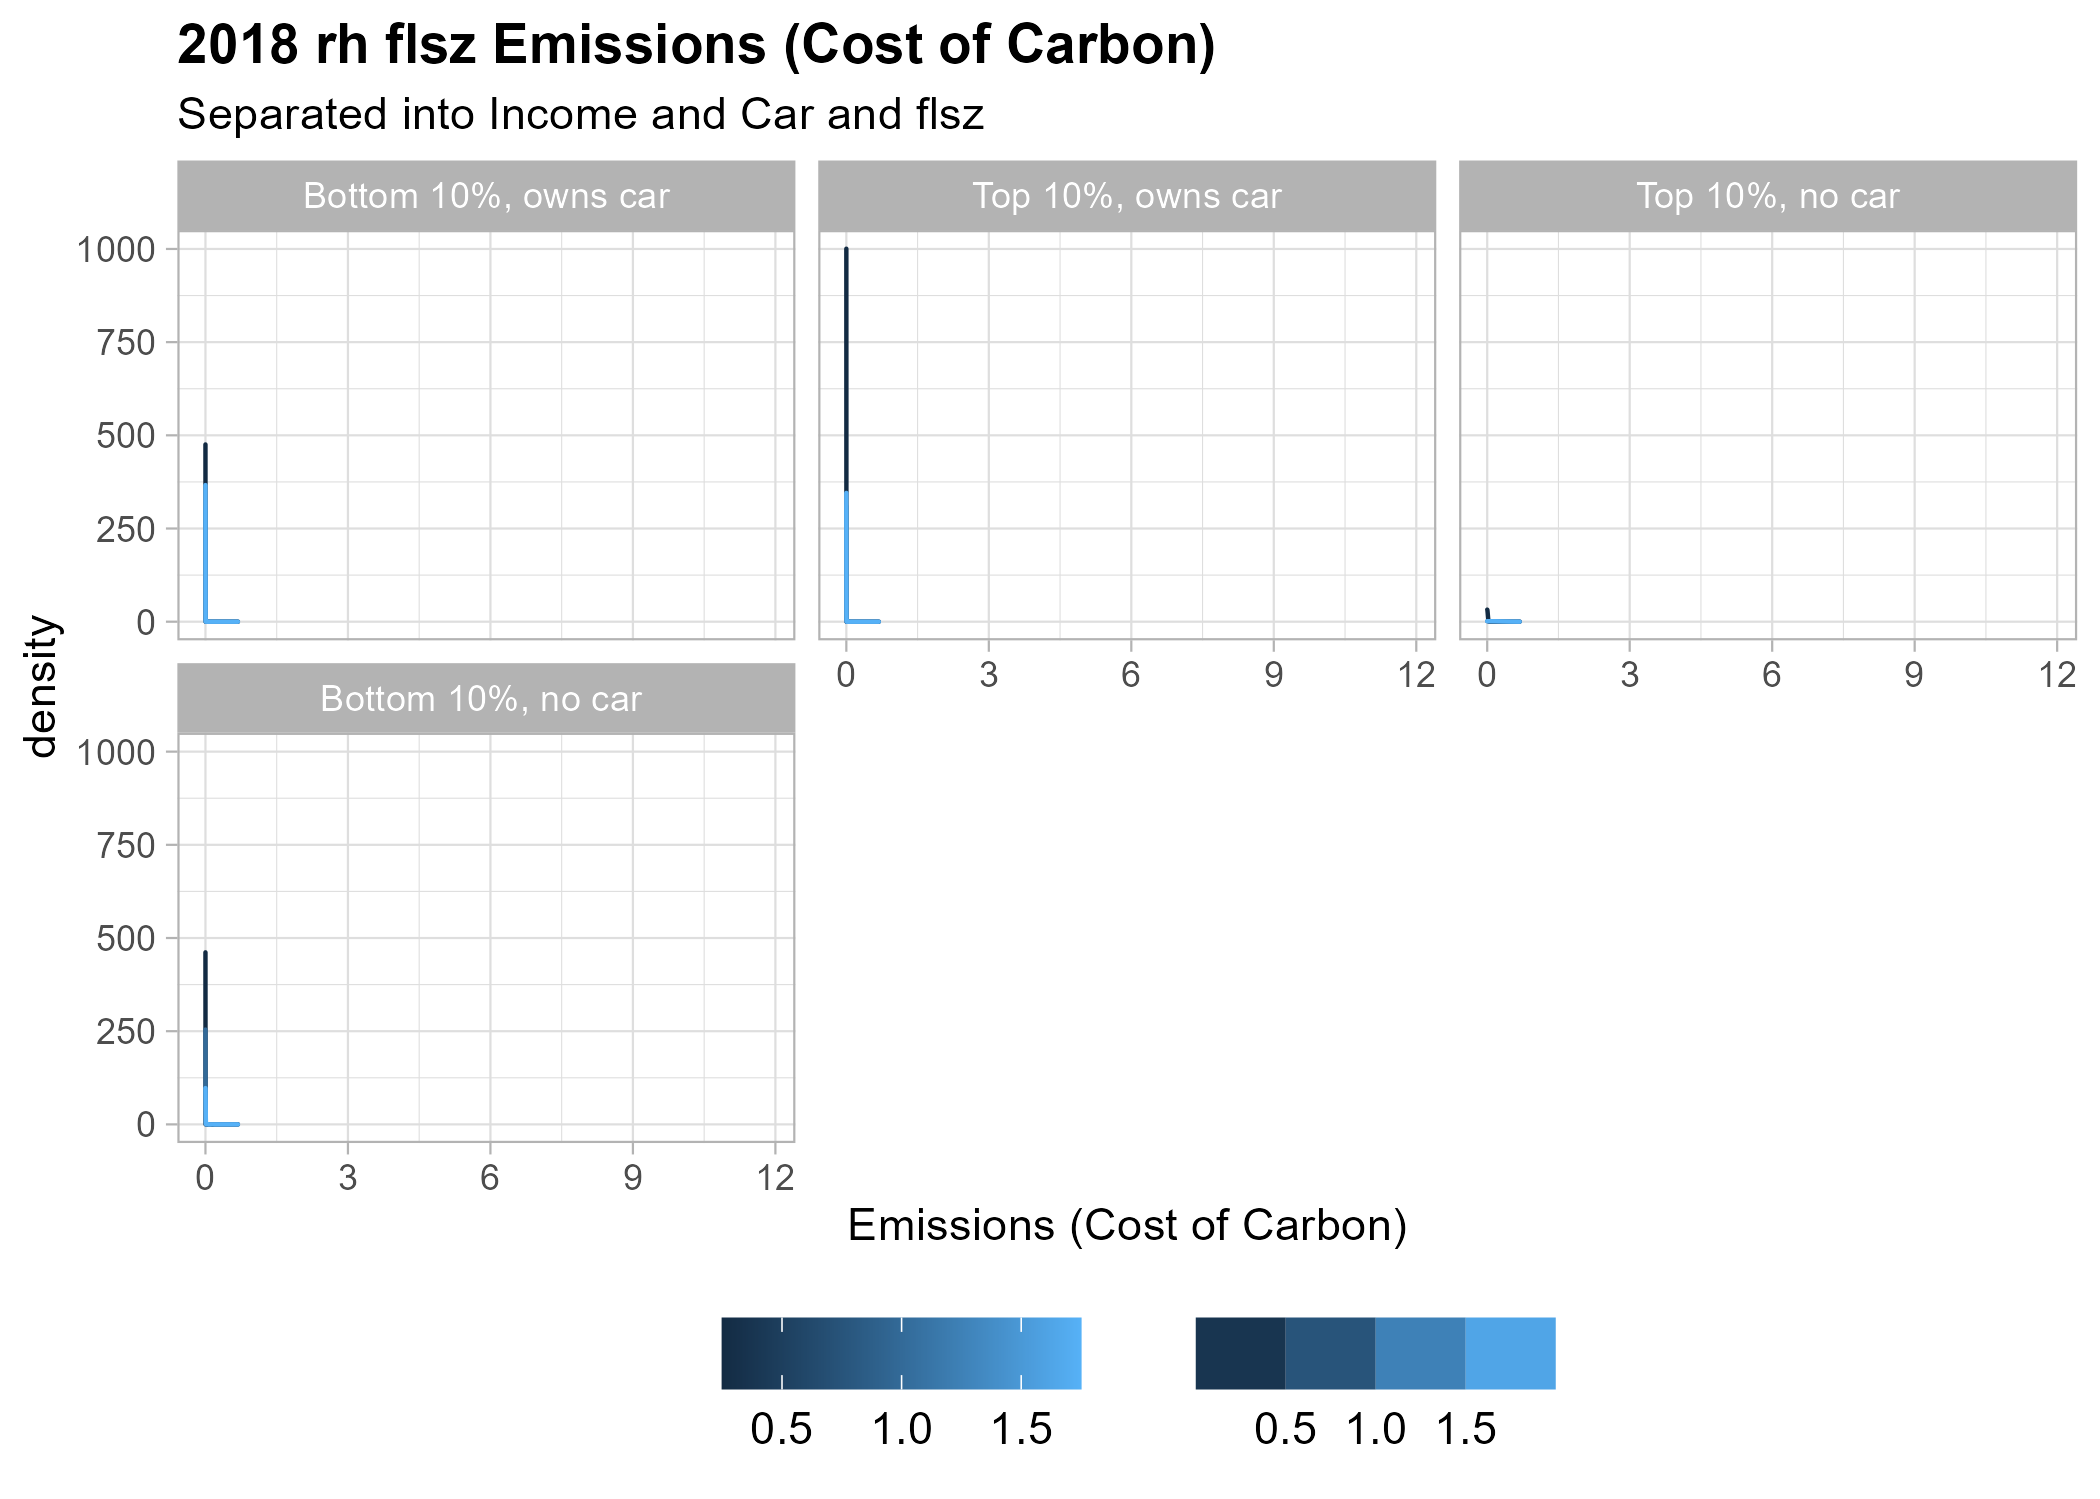 2018 rh flsz Emissions (Cost of Carbon)
Separated into Income and Car and flsz
Bottom 10%, owns car
Top 10%, owns car
Top 10%, no car
1000
750
500
250
0
0 3 6 9 12
0 3 6 9 12
density
Bottom 10%, no car
1000
750
500
250
0
0 3 6 9 12
Emissions (Cost of Carbon)
0.5 1.0 1.5
0.5 1.0 1.5